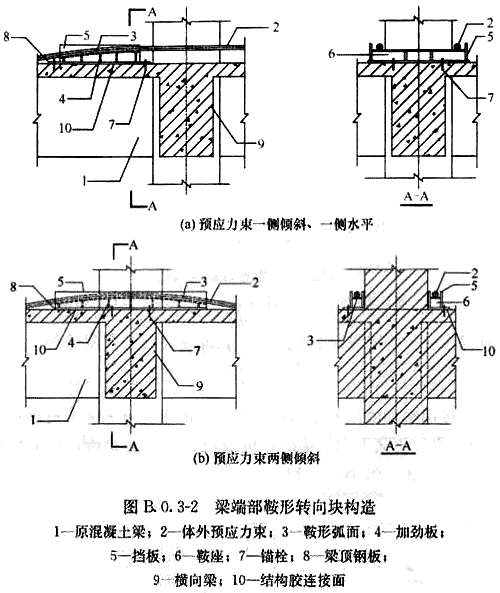 A
8
5
3
2
4
10
7
9
1
A
2
6
5
7
A-A
(a) 预应力束一侧倾斜、一侧水平
A
5
3
2
8
10
4
7
9
1
A
2
5
6
3
10
A-A
(b) 预应力束两侧倾斜
图 B.0.3-2 梁端部鞍形转向块构造
1—原混凝土梁；2—体外预应力束；3—鞍形弧面；4—加劲板；
5—挡板；6—鞍座；7—锚栓；8—梁顶钢板；
9—横向梁；10—结构胶连接面